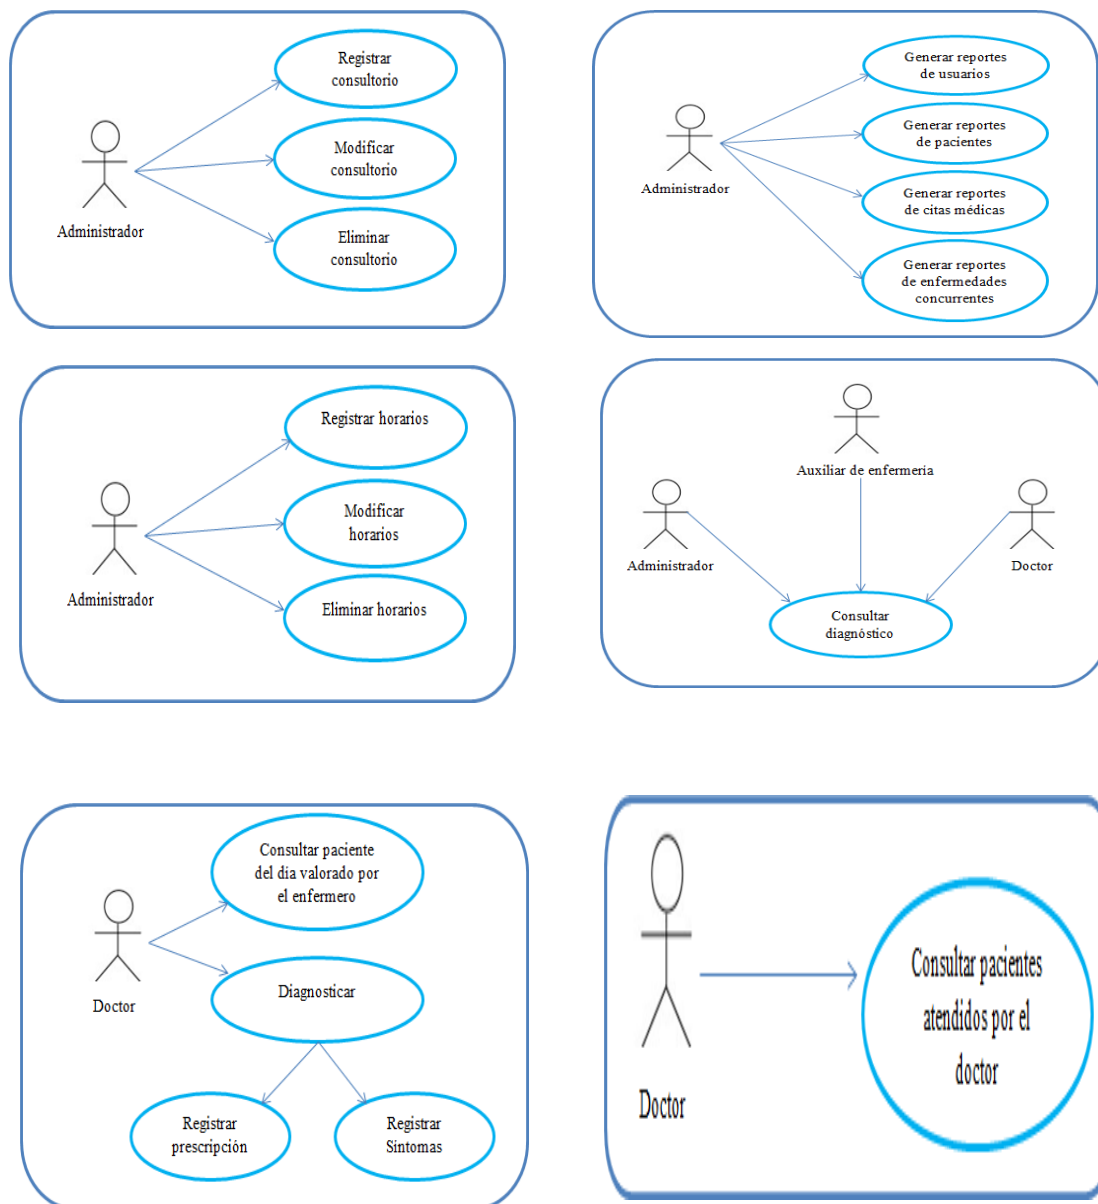 Registrar
consultorio
Modificar
consultorio
Eliminar
consultorio
Administrador
Generar reportes
de usuarios
Generar reportes
de pacientes
Generar reportes
de citas médicas
Generar reportes
de enfermedades
concurrentes
Administrador
Registrar horarios
Modificar
horarios
Eliminar horarios
Administrador
Auxiliar de enfermeria
Administrador
Doctor
Consultar
diagnóstico
Consultar paciente
del día valorado por
el enfermero
Doctor
Diagnosticar
Registrar
prescripción
Registrar
Sintomas
Consultar pacientes
atendidos por el
doctor
Doctor